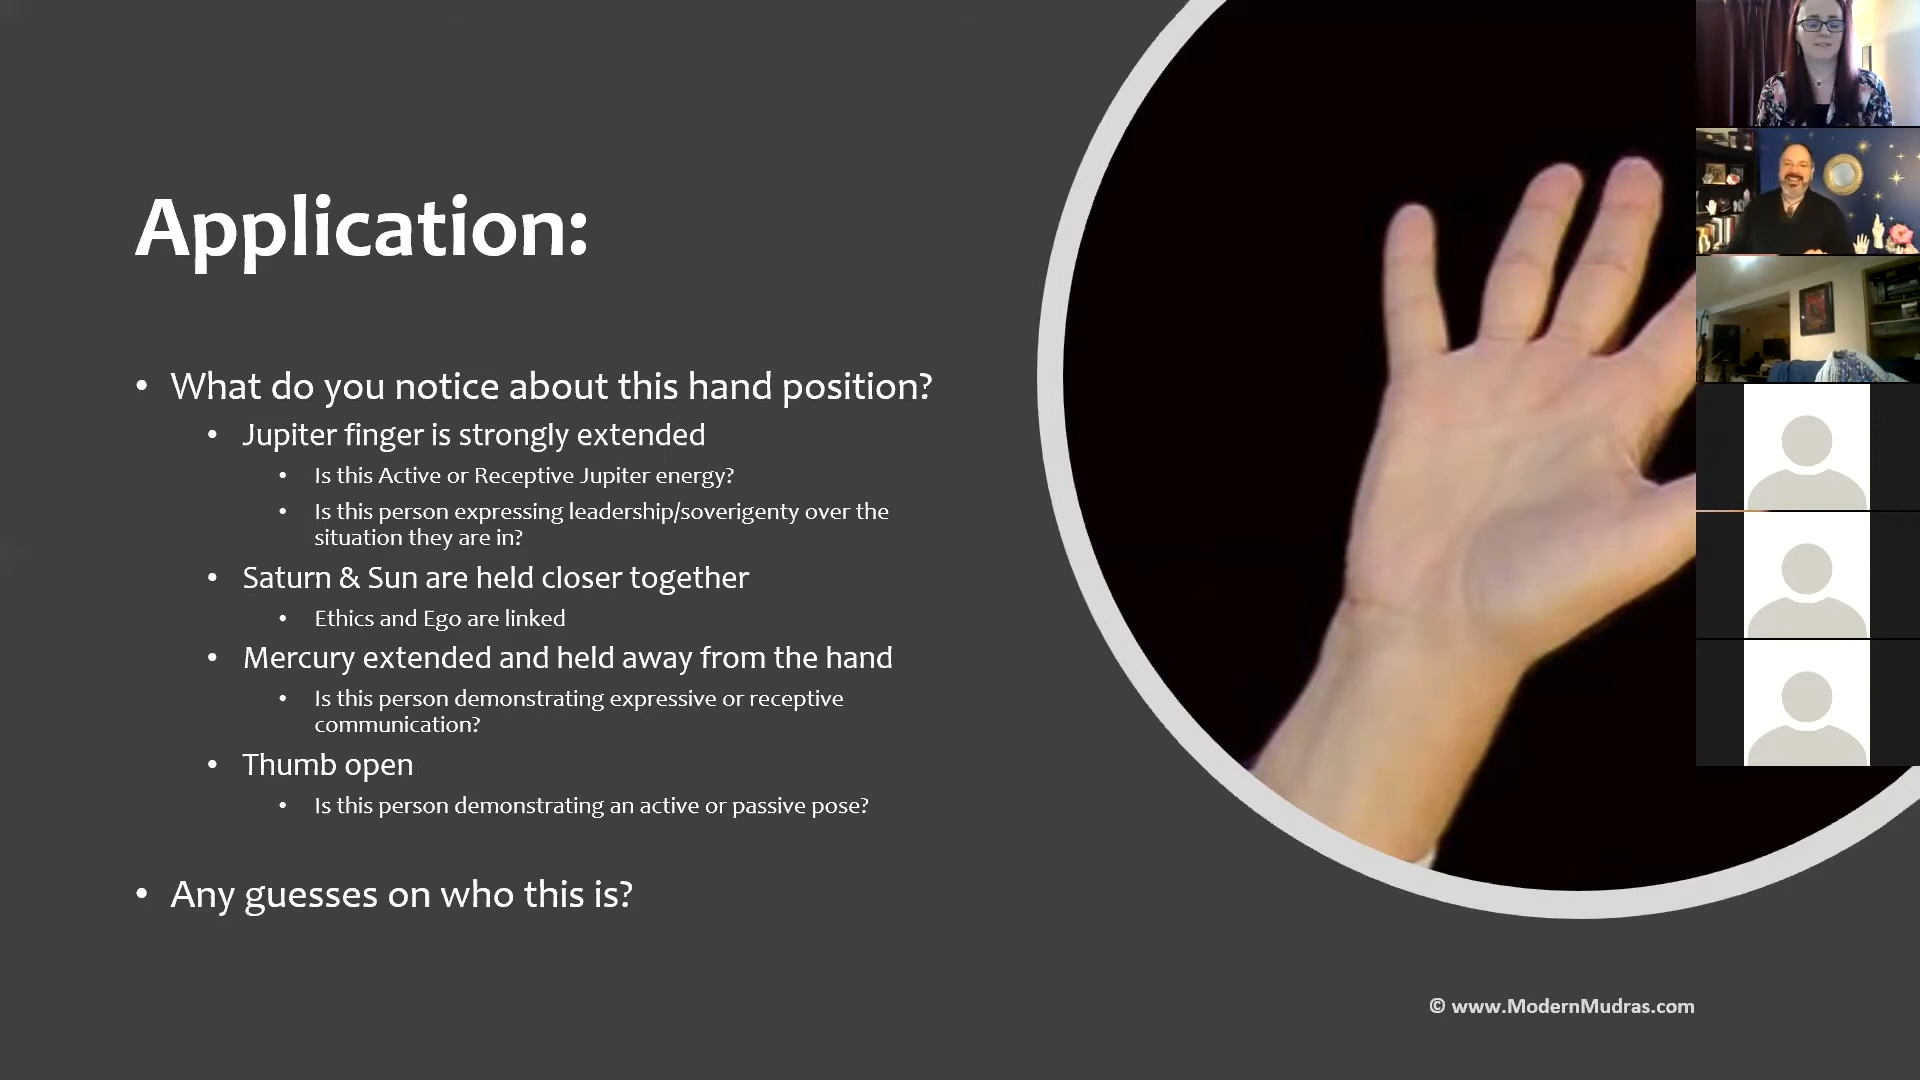 Application:
• What do you notice about this hand position?
• Jupiter finger is strongly extended
• Is this Active or Receptive Jupiter energy?
• Is this person expressing leadership/soverigenty over the
situation they are in?
• Saturn & Sun are held closer together
• Ethics and Ego are linked
• Mercury extended and held away from the hand
• Is this person demonstrating expressive or receptive
communication?
• Thumb open
• Is this person demonstrating an active or passive pose?
• Any guesses on who this is?
© www.ModernMudras.com